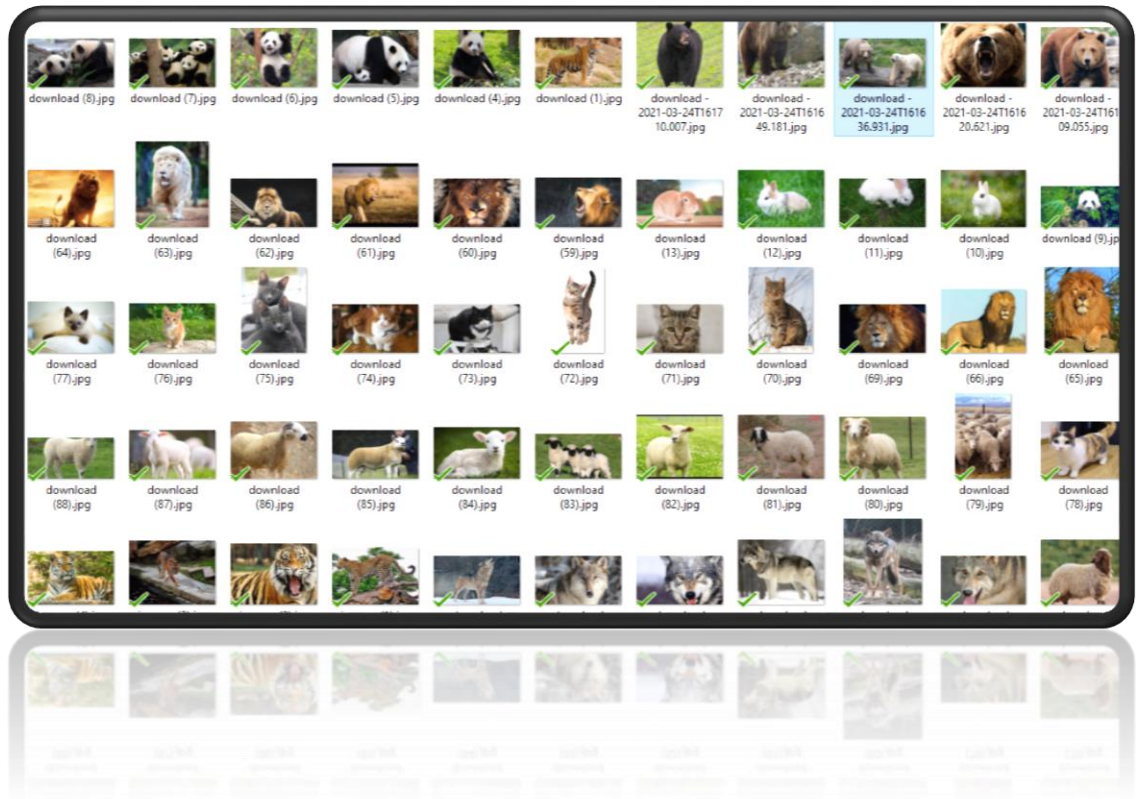 download (8).jpg
download (7).jpg
download (6).jpg
download (5).jpg
download (4).jpg
download (1).jpg
download -
2021-03-24T1617
10.007.jpg
download -
2021-03-24T1616
49.181.jpg
download -
2021-03-24T1616
36.931.jpg
download -
2021-03-24T1616
20.621.jpg
download -
2021-03-24T161
09.055.jpg
download
(64).jpg
download
(63).jpg
download
(62).jpg
download
(61).jpg
download
(60).jpg
download
(59).jpg
download
(13).jpg
download
(12).jpg
download
(11).jpg
download
(10).jpg
download (9).jp
download
(77).jpg
download
(76).jpg
download
(75).jpg
download
(74).jpg
download
(73).jpg
download
(72).jpg
download
(71).jpg
download
(70).jpg
download
(69).jpg
download
(66).jpg
download
(65).jpg
download
(88).jpg
download
(87).jpg
download
(86).jpg
download
(85).jpg
download
(84).jpg
download
(83).jpg
download
(82).jpg
download
(81).jpg
download
(80).jpg
download
(79).jpg
download
(78).jpg